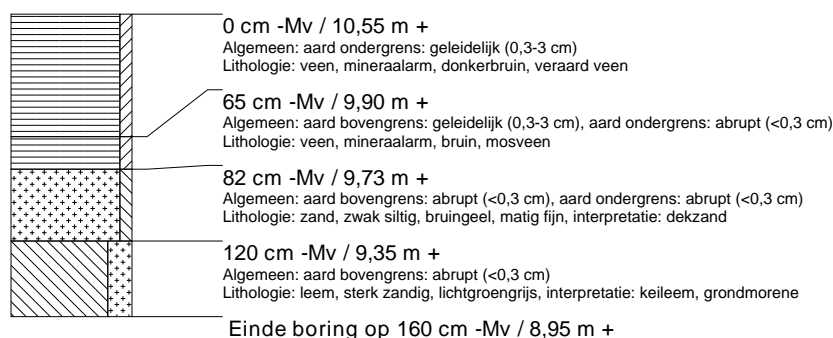 0 cm -Mv / 10,55 m +
Algemeen: aard ondergrens: geleidelijk (0,3-3 cm)
Lithologie: veen, mineraalarm, donkerbruin, veraard veen
65 cm -Mv / 9,90 m +
Algemeen: aard bovengrens: geleidelijk (0,3-3 cm), aard ondergrens: abrupt (<0,3 cm)
Lithologie: veen, mineraalarm, bruin, mosveen
82 cm -Mv / 9,73 m +
Algemeen: aard bovengrens: abrupt (<0,3 cm), aard ondergrens: abrupt (<0,3 cm)
Lithologie: zand, zwak siltig, bruingeel, matig fijn, interpretatie: dekzand
120 cm -Mv / 9,35 m +
Algemeen: aard bovengrens: abrupt (<0,3 cm)
Lithologie: leem, sterk zandig, lichtgroengrijs, interpretatie: keileem, grondmorene
Einde boring op 160 cm -Mv / 8,95 m +